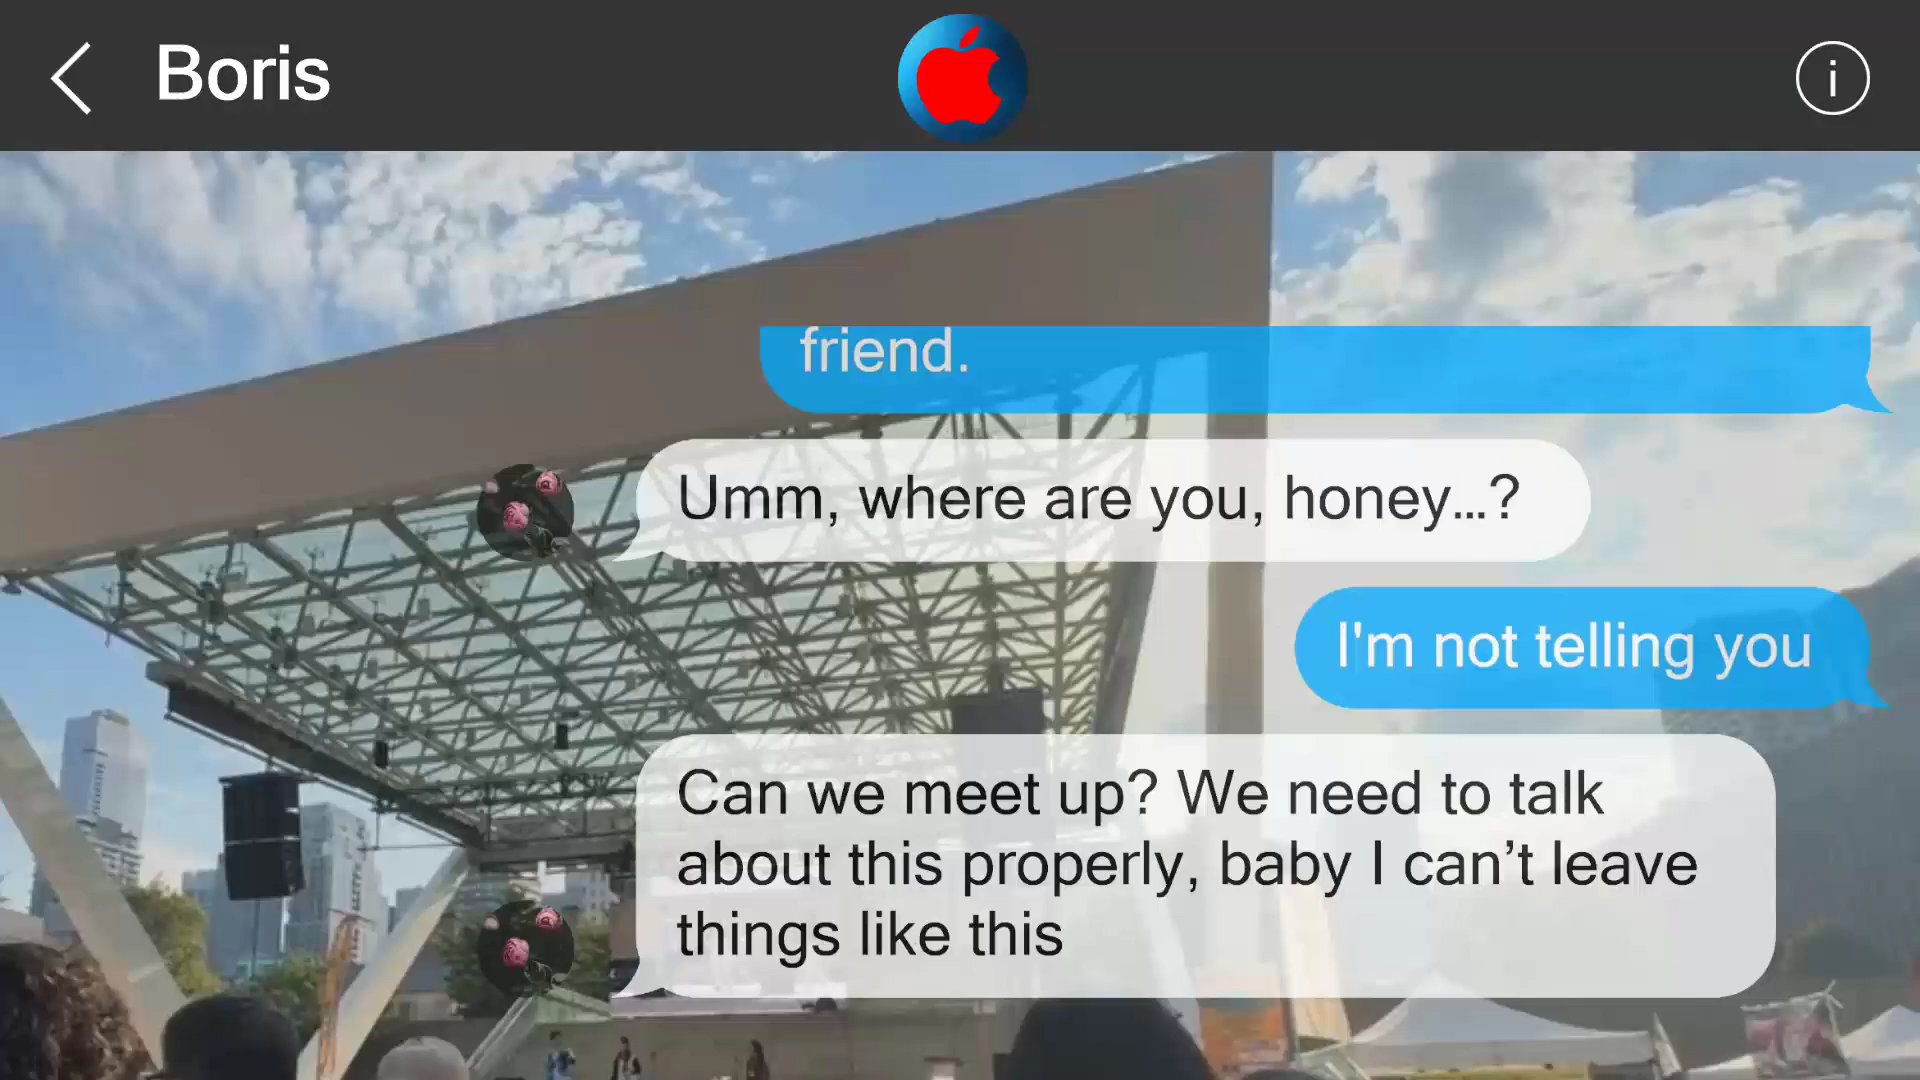 Boris
friend.
Umm, where are you, honey...?
I'm not telling you
Can we meet up? We need to talk
about this properly, baby I can’t leave
things like this